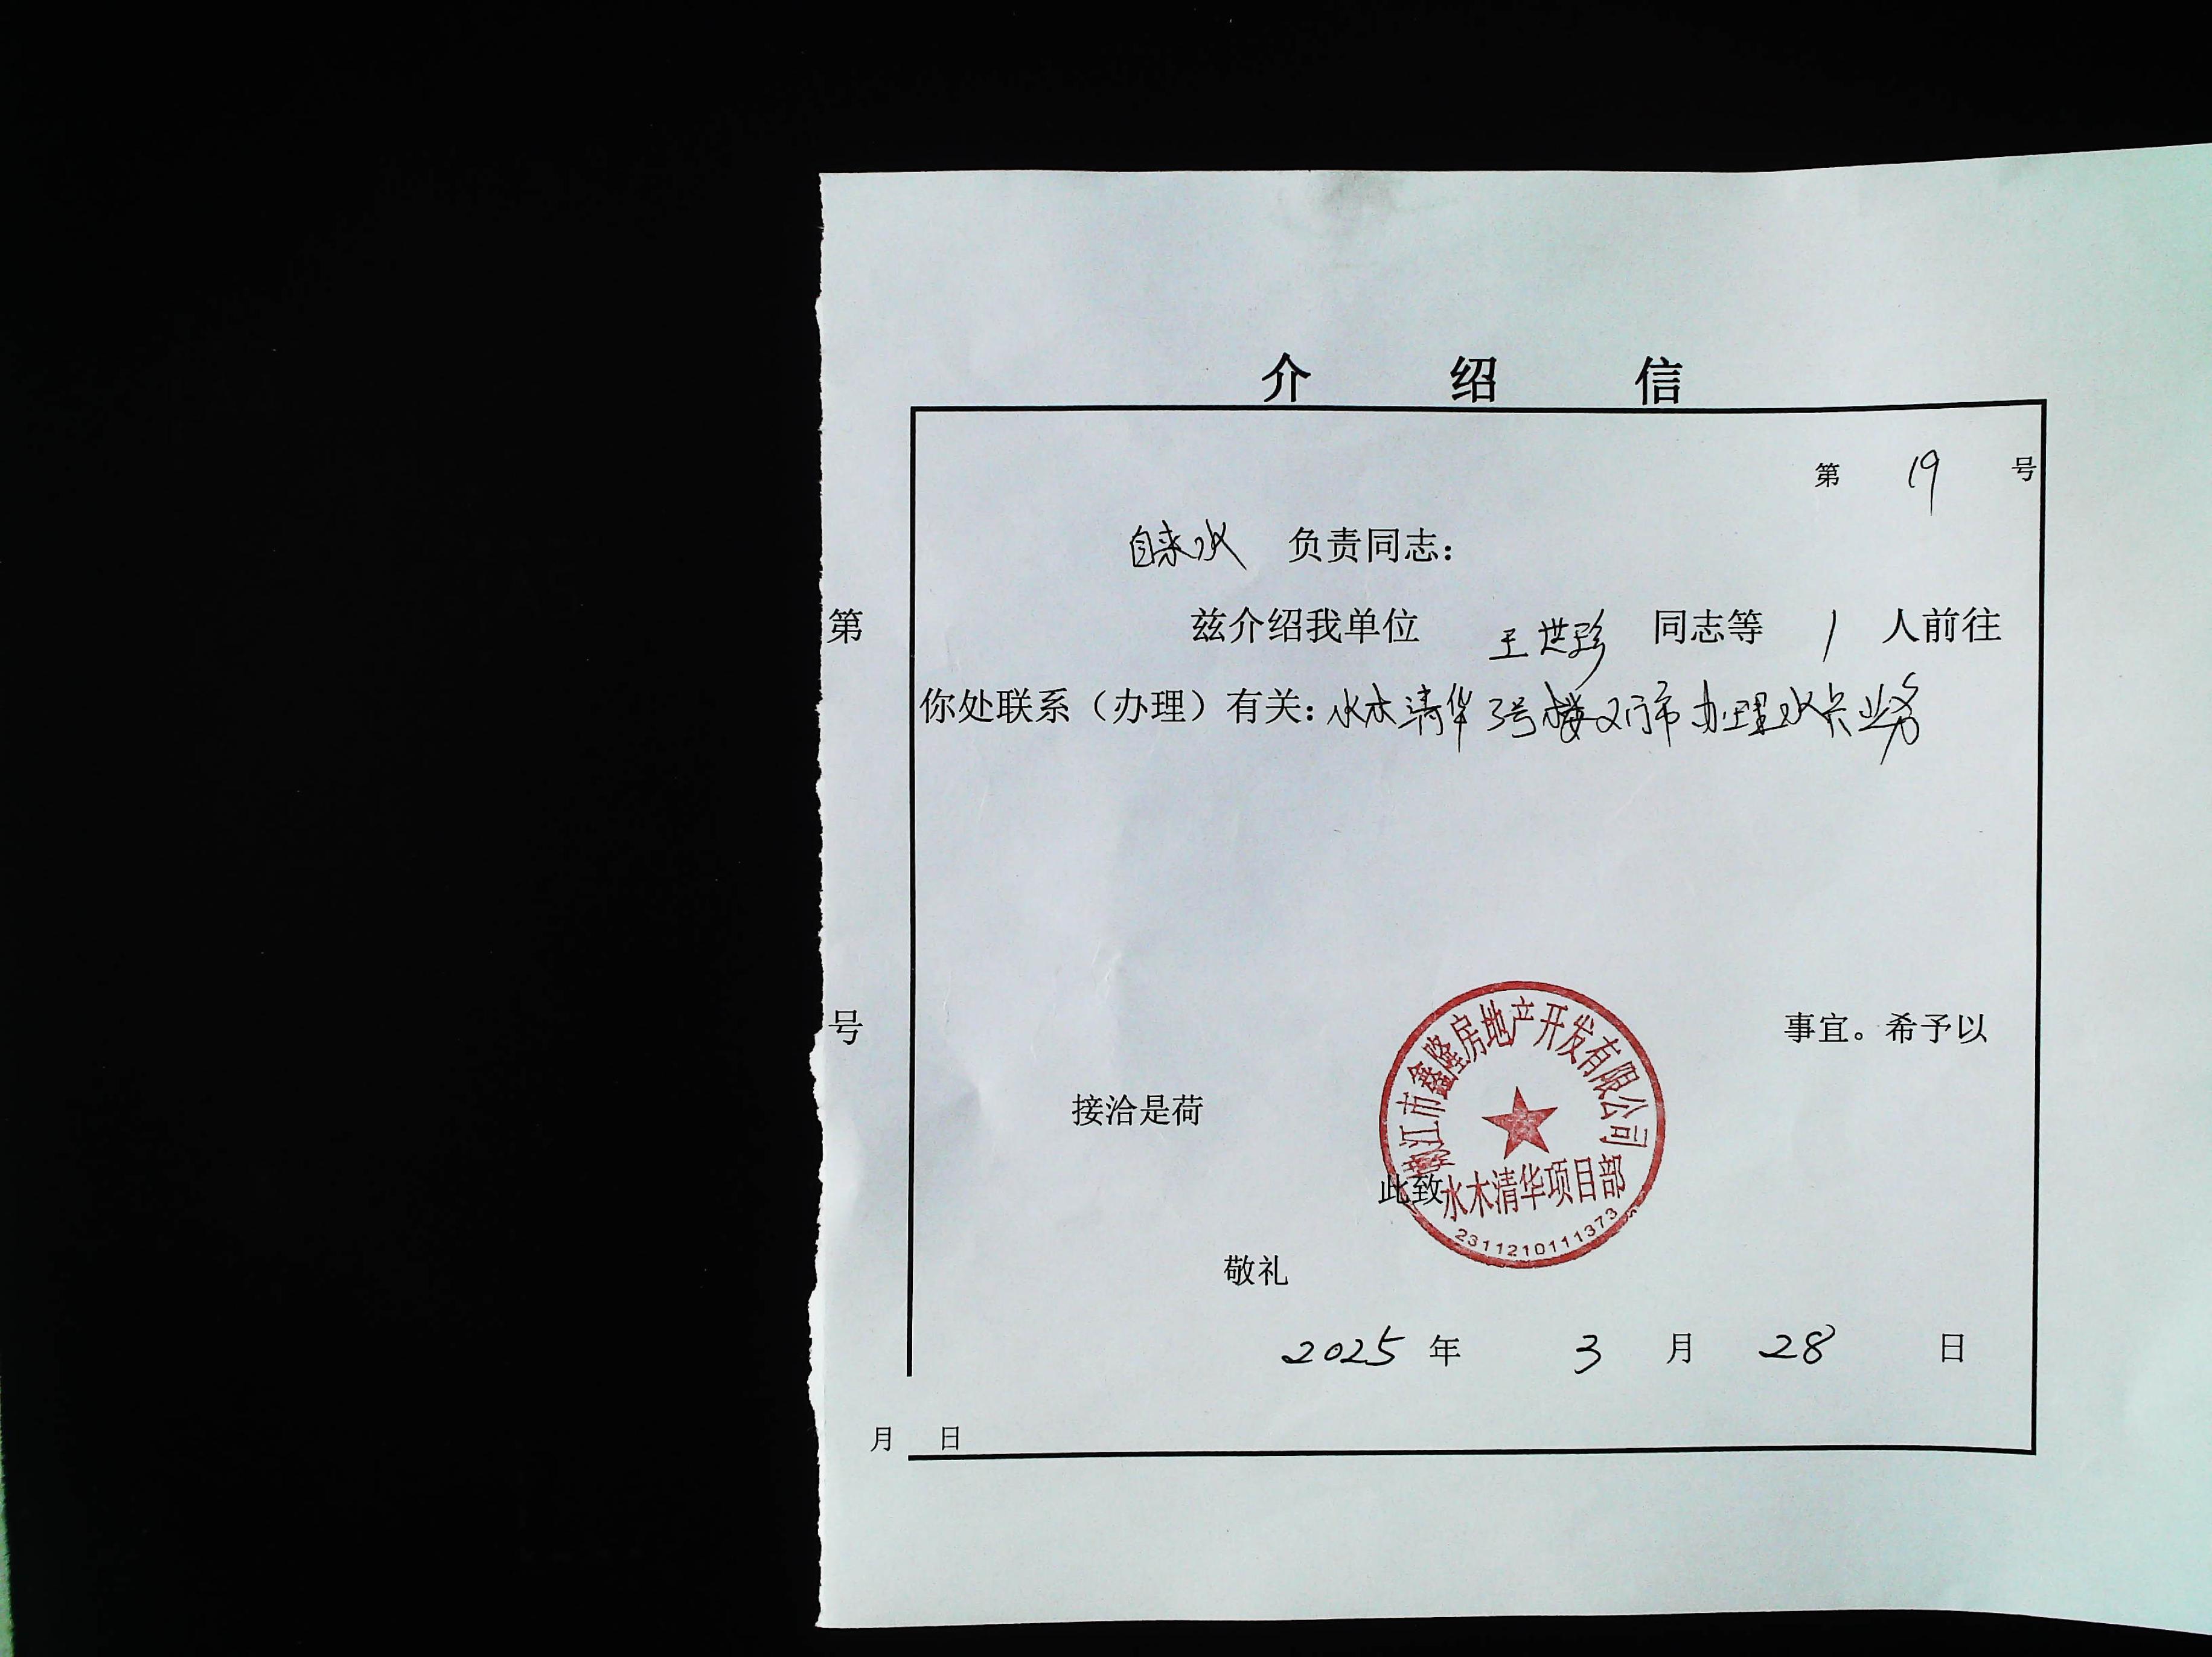 介 绍 信
第 19 号
自来水 负责同志：
第
兹介绍我单位 王世珍 同志等 1 人前往
你处联系（办理）有关：水木清华3号楼2门市办理水卡业务
号
事宜。希予以
接洽是荷
嫩江市鑫隆房地产开发有限公司
水木清华项目部
2311210111373
此致
敬礼
2025 年 3 月 28 日
月 日